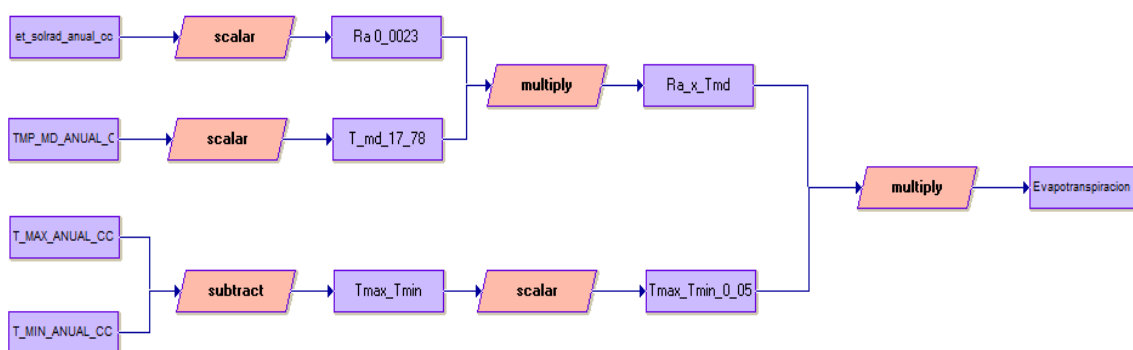 et_solrad_anual_cc
scalar
Ra 0_0023
multiply
Ra_x_Tmd
TMP_MD_ANUAL_C
scalar
T_md_17_78
multiply
Evapotranspiracion
T_MAX_ANUAL_CC
subtract
Tmax_Tmin
scalar
Tmax_Tmin_0_05
T_MIN_ANUAL_CC